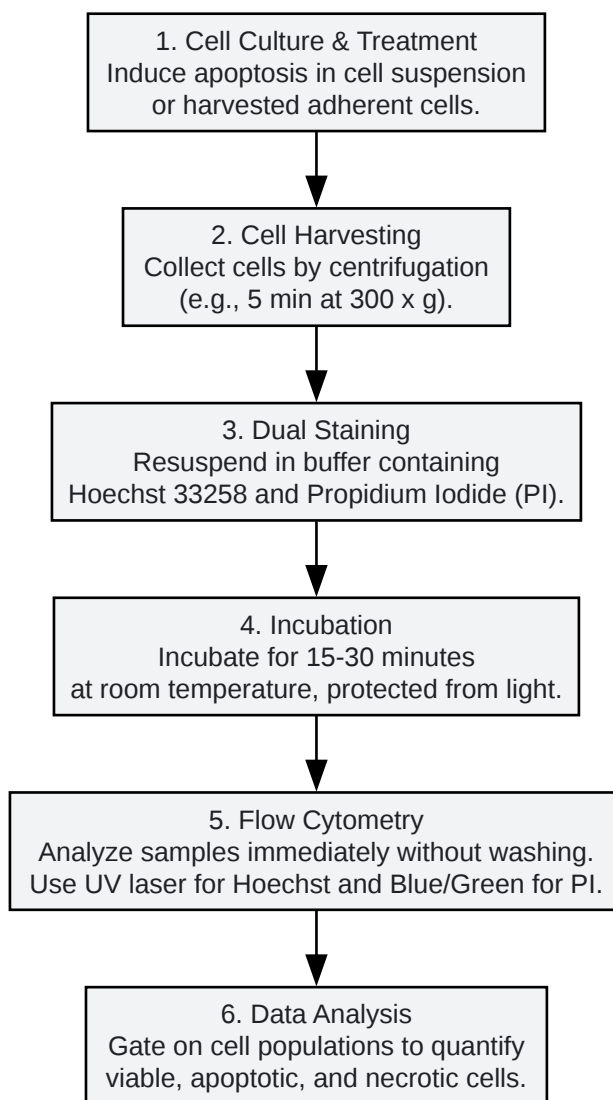 1. Cell Culture & Treatment
Induce apoptosis in cell suspension
or harvested adherent cells.
2. Cell Harvesting
Collect cells by centrifugation
(e.g., 5 min at 300 x g).
3. Dual Staining
Resuspend in buffer containing
Hoechst 33258 and Propidium Iodide (PI).
4. Incubation
Incubate for 15-30 minutes
at room temperature, protected from light.
5. Flow Cytometry
Analyze samples immediately without washing.
Use UV laser for Hoechst and Blue/Green for PI.
6. Data Analysis
Gate on cell populations to quantify
viable, apoptotic, and necrotic cells.